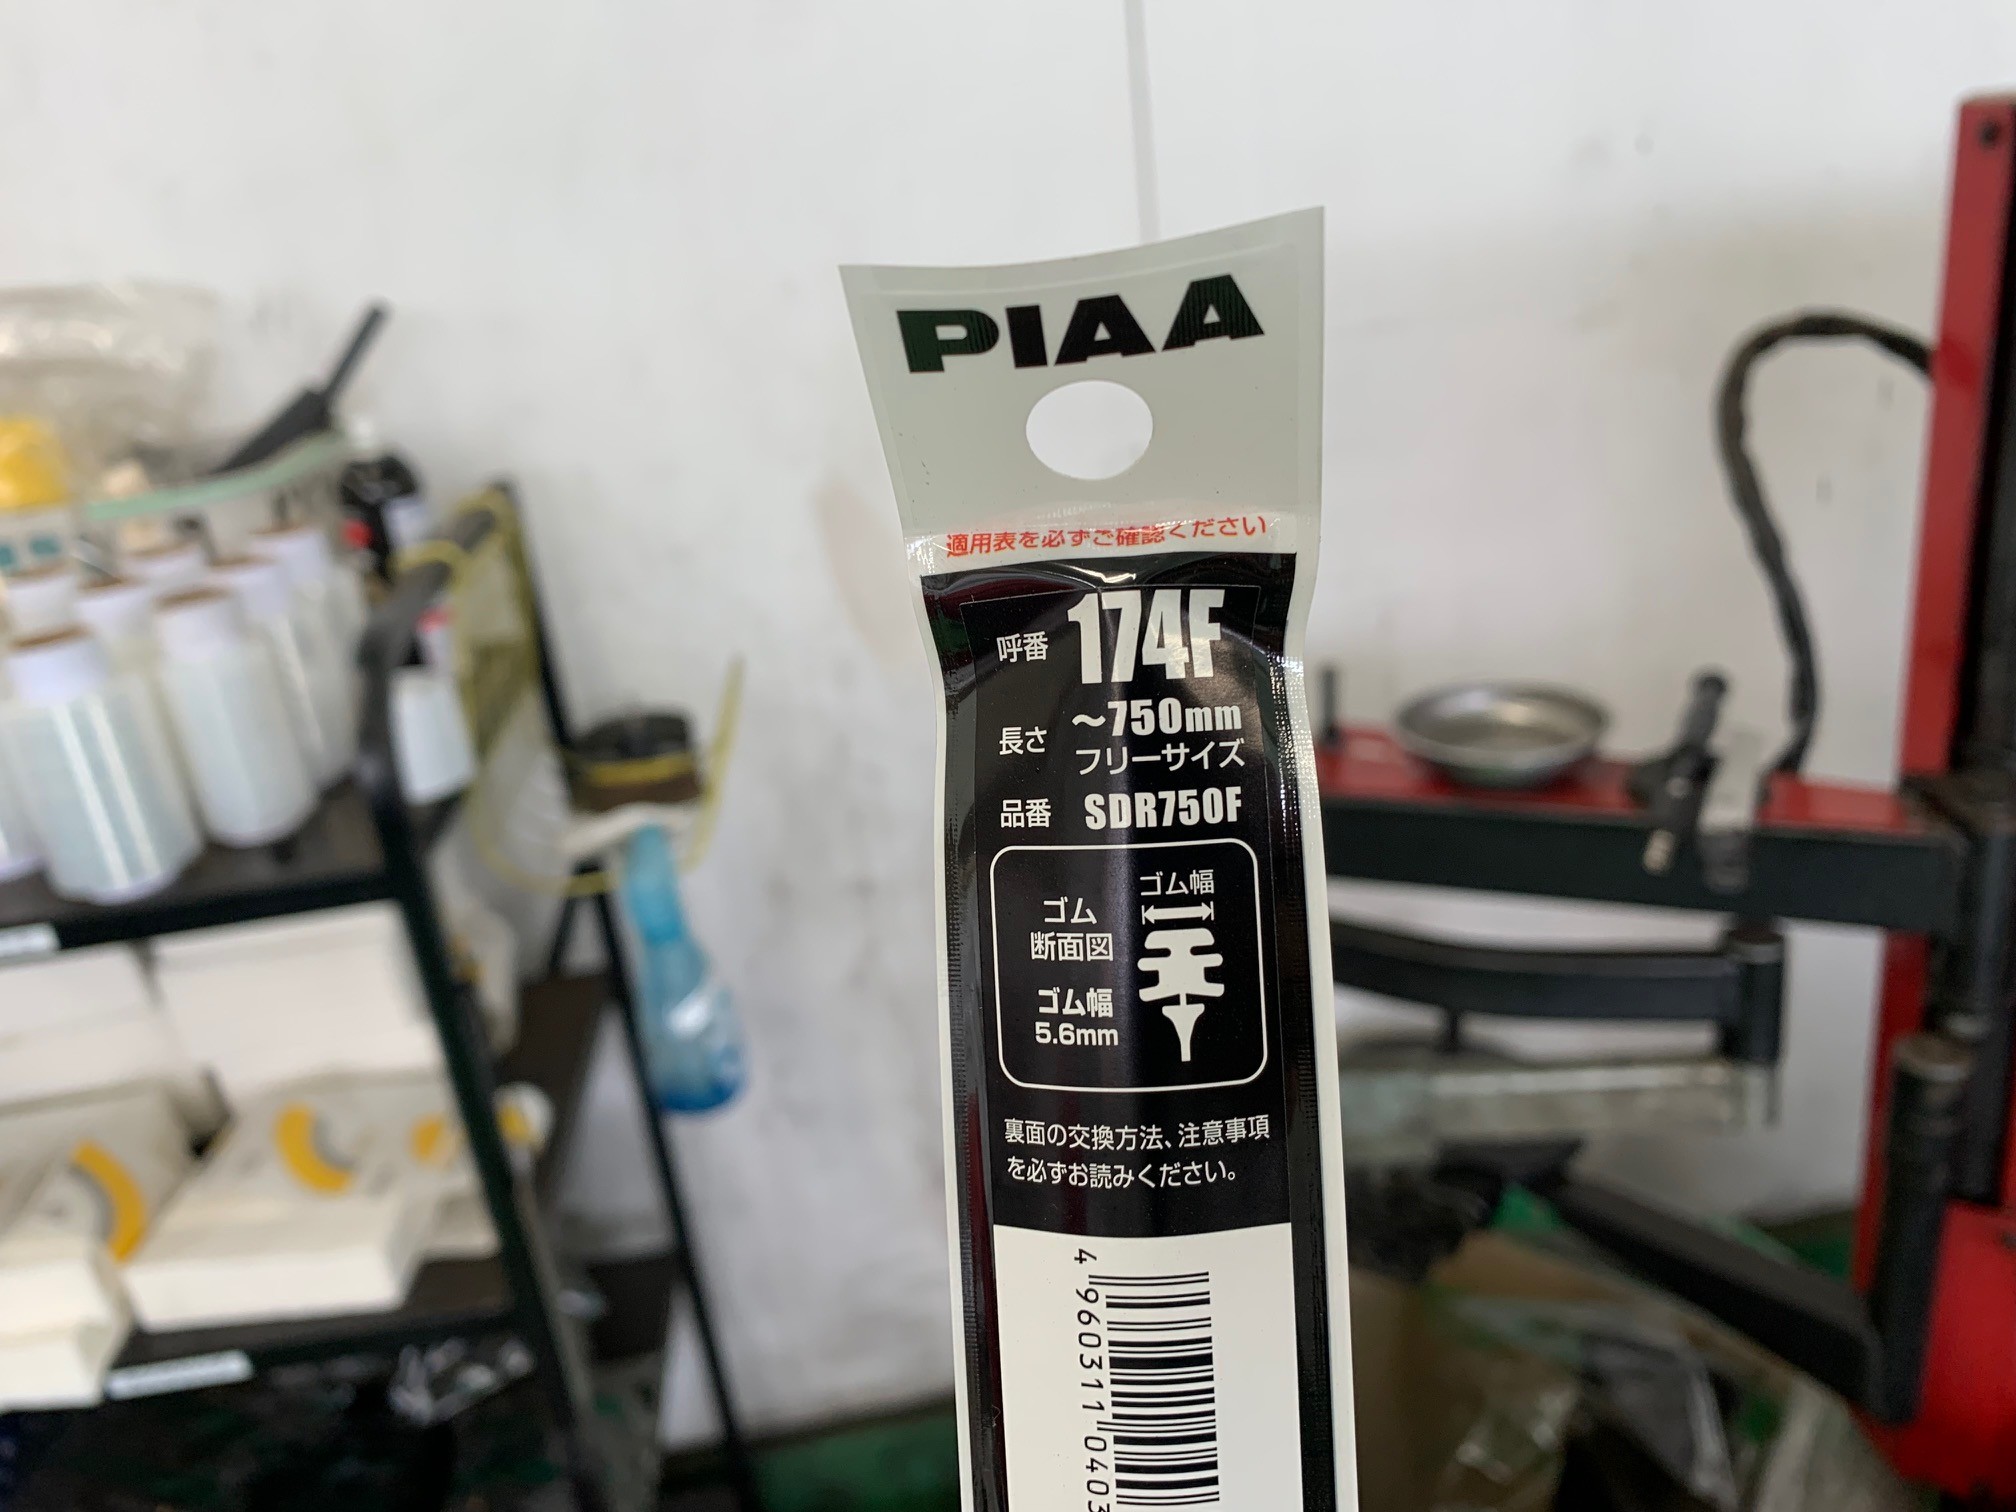 PIAA
適用表を必ずご確認ください
呼番 174F
長さ ～750mm
フリーサイズ
品番 SDR750F
ゴム幅
ゴム
断面図
ゴム幅
5.6mm
裏面の交換方法、注意事項
を必ずお読みください。
4 960311 0403